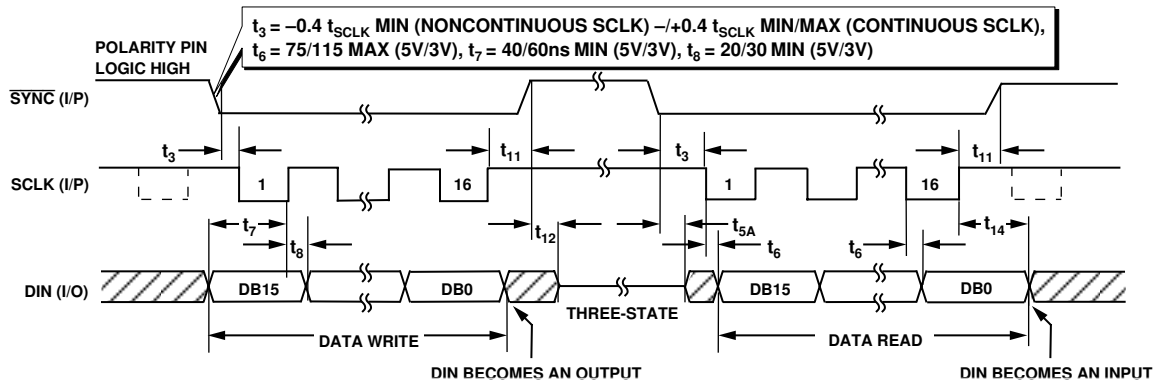 t3 = –0.4 tSCLK MIN (NONCONTINUOUS SCLK) –/+0.4 tSCLK MIN/MAX (CONTINUOUS SCLK),
t6 = 75/115 MAX (5V/3V), t7 = 40/60ns MIN (5V/3V), t8 = 20/30 MIN (5V/3V)
POLARITY PIN
LOGIC HIGH
SYNC (I/P)
t3
t11
t3
t11
SCLK (I/P)
1
16
1
16
t7
t8
t12
t5A
t6
t6
t14
DIN (I/O)
DB15
DB0
THREE-STATE
DB15
DB0
DATA WRITE
DATA READ
DIN BECOMES AN OUTPUT
DIN BECOMES AN INPUT